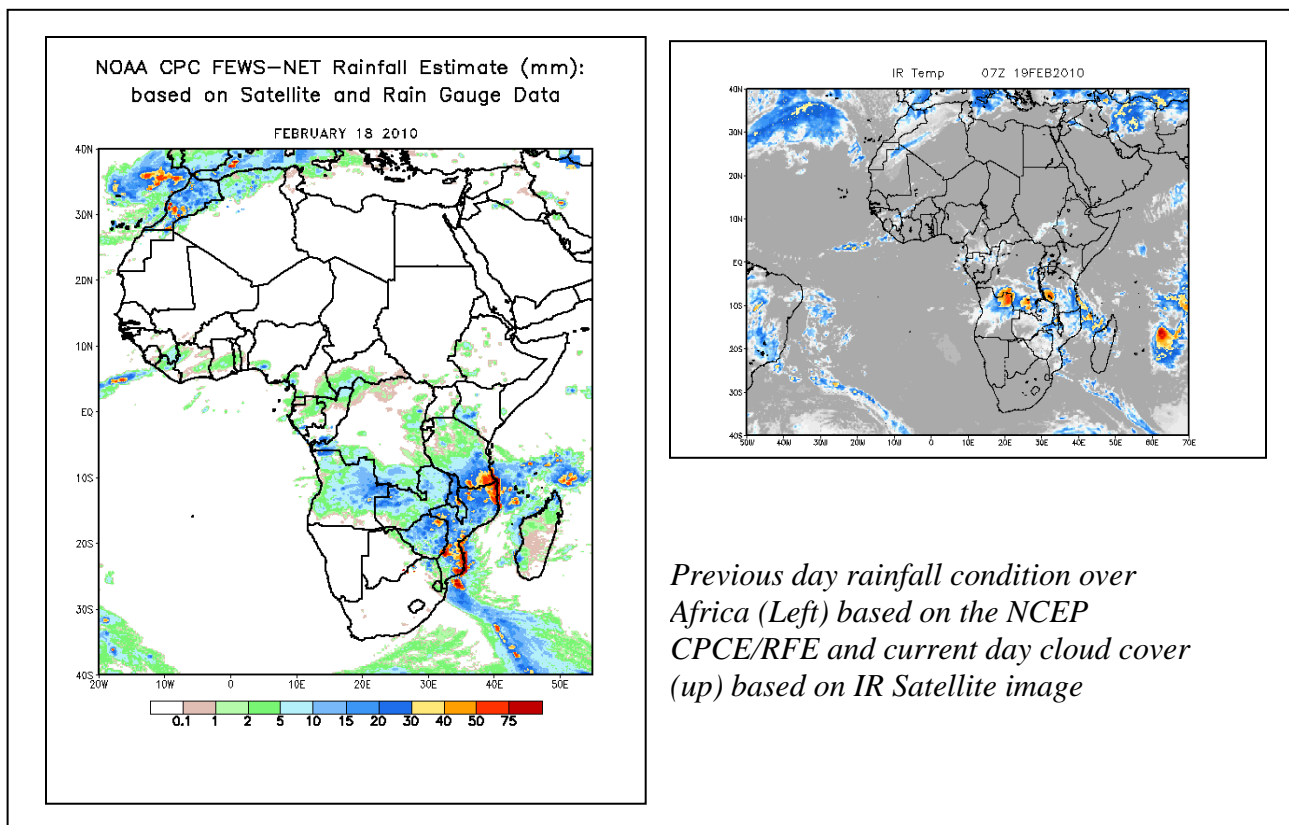 NOAA CPC FEWS-NET Rainfall Estimate (mm):
based on Satellite and Rain Gauge Data
FEBRUARY 18 2010
40N
30N
20N
10N
EQ
10S
20S
30S
40S
20W 10W 0 10E 20E 30E 40E 50E
0.1 1 2 5 10 15 20 30 40 50 75
IR Temp 07Z 19FEB2010
40N
30N
20N
10N
EQ
10S
20S
30S
40S
50W 40W 30W 20W 10W 0 10E 20E 30E 40E 50E 60E 70E
Previous day rainfall condition over
Africa (Left) based on the NCEP
CPCE/RFE and current day cloud cover
(up) based on IR Satellite image